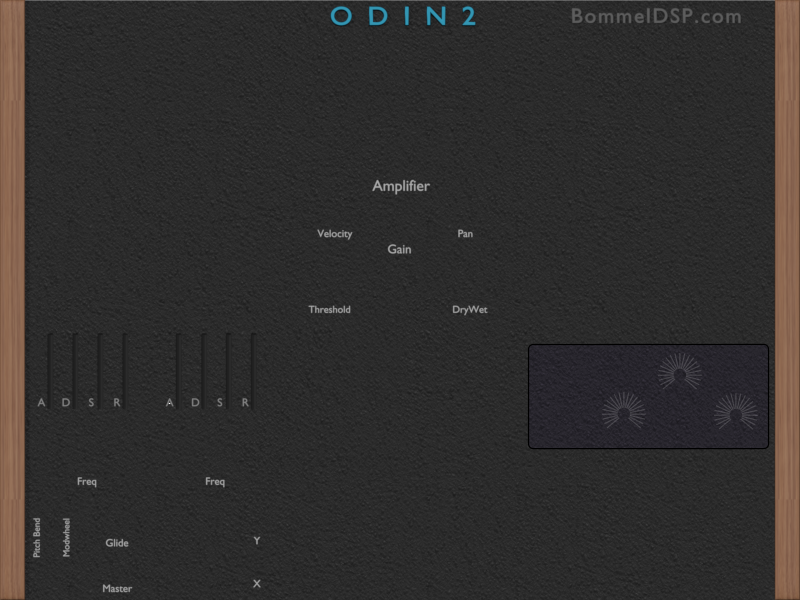 ODIN2
BommelDSP.com
Amplifier
Velocity
Pan
Gain
Threshold
DryWet
A D S R
A D S R
Freq
Freq
Pitch Bend
Modwheel
Glide
Y
Master
X